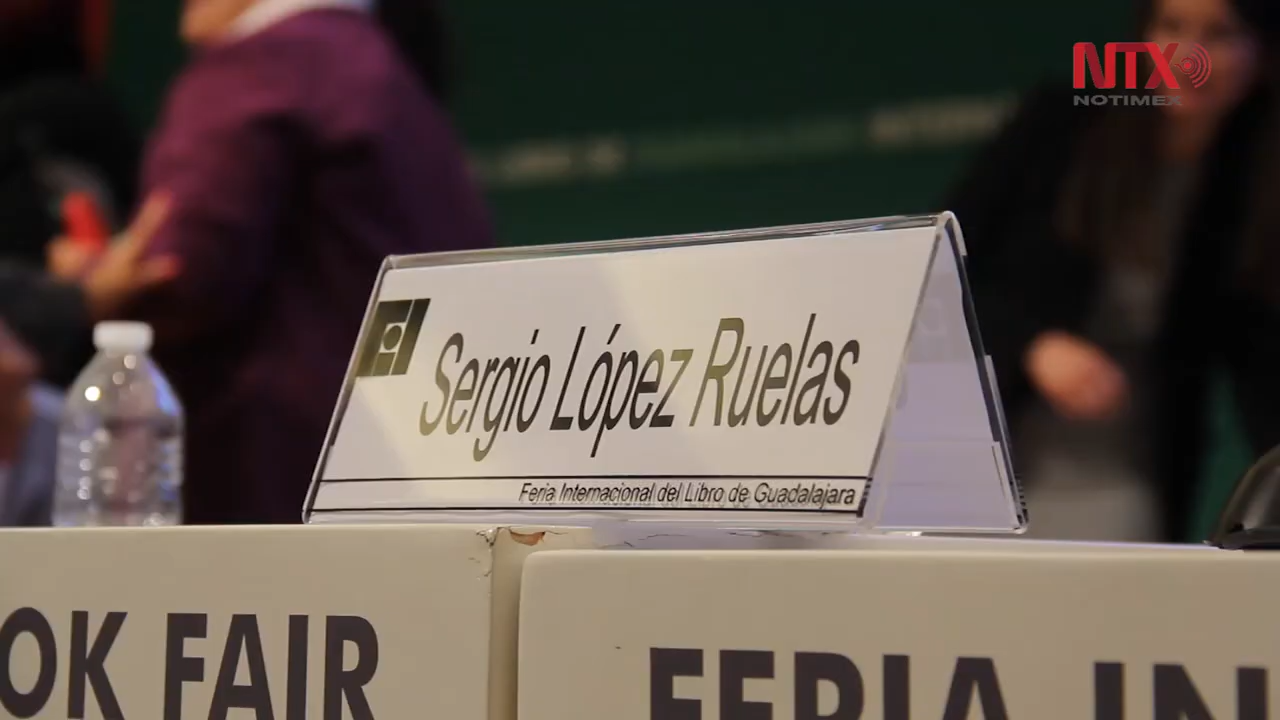 NTX
NOTIMEX
Sergio López Ruelas
Feria Internacional del Libro de Guadalajara
OK FAIR
FERIA IN